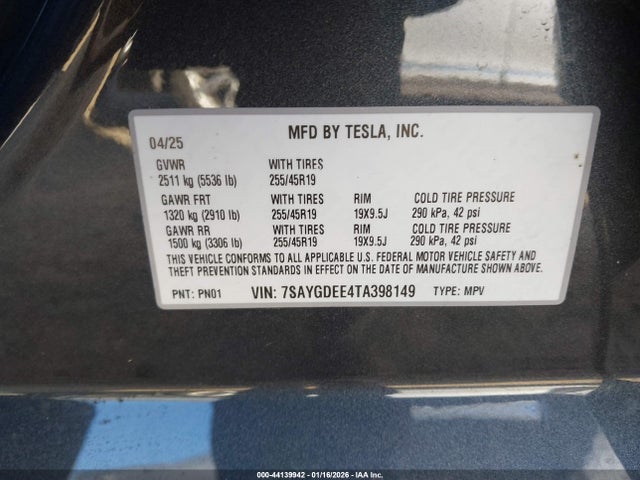 04/25 MFD BY TESLA, INC.
GVWR WITH TIRES
2511 kg (5536 lb) 255/45R19
GAWR FRT WITH TIRES RIM COLD TIRE PRESSURE
1320 kg (2910 lb) 255/45R19 19X9.5J 290 kPa, 42 psi
GAWR RR WITH TIRES RIM COLD TIRE PRESSURE
1500 kg (3306 lb) 255/45R19 19X9.5J 290 kPa, 42 psi
THIS VEHICLE CONFORMS TO ALL APPLICABLE U.S. FEDERAL MOTOR VEHICLE SAFETY AND
THEFT PREVENTION STANDARDS IN EFFECT ON THE DATE OF MANUFACTURE SHOWN ABOVE.
PNT: PN01 VIN: 7SAYGDEE4TA398149 TYPE: MPV
000-44139942 - 01/16/2026 - IAA Inc.